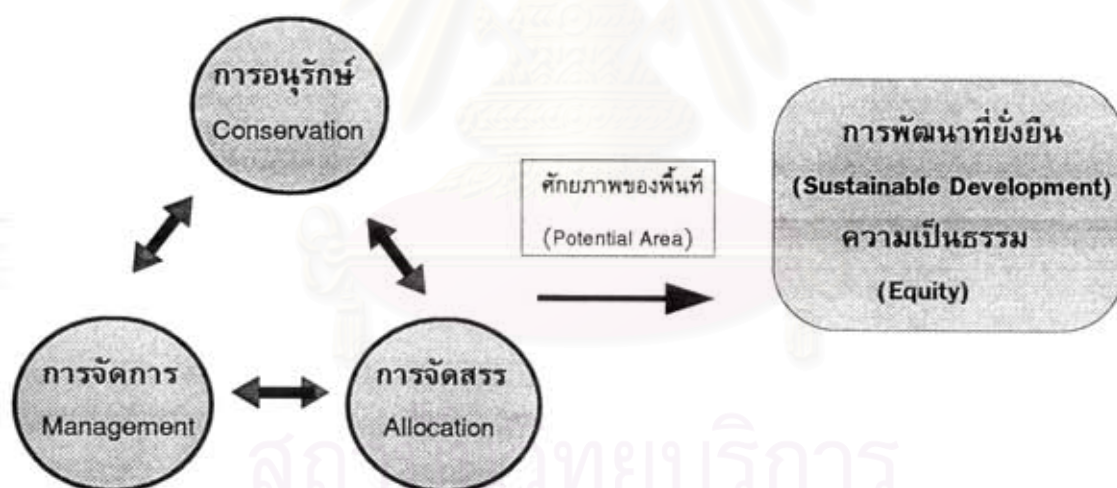 การอนุรักษ์
Conservation
ศักยภาพของพื้นที่
(Potential Area)
การพัฒนาที่ยั่งยืน
(Sustainable Development)
ความเป็นธรรม
(Equity)
การจัดการ
Management
การจัดสรร
Allocation